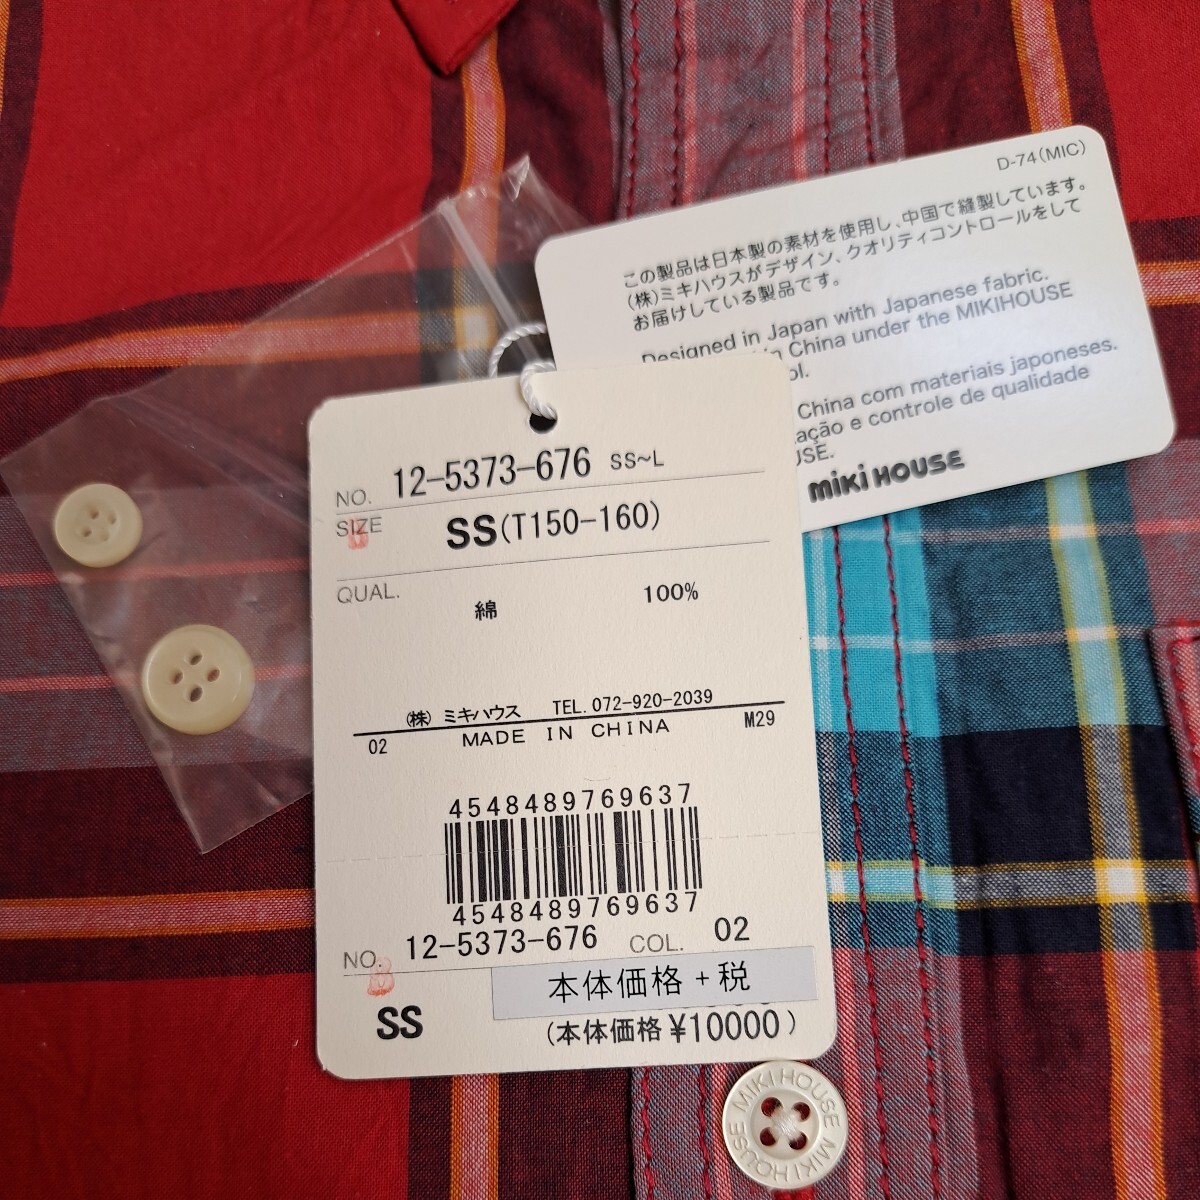 D-74(MIC)
この製品は日本製の素材を使用し、中国で縫製しています。
(株)ミキハウスがデザイン、クオリティコントロールをして
お届けしている製品です。
Designed in Japan with Japanese fabric.
in China under the MIKIHOUSE
ol.
China com materiais japoneses.
ação e controle de qualidade
USE.
miki HOUSE
NO. 12-5373-676 SS~L
SIZE SS(T150-160)
QUAL. 綿 100%
(株) ミキハウス TEL. 072-920-2039
02 MADE IN CHINA M29
4548489769637
4548489769637
NO. 12-5373-676 COL. 02
本体価格+税
SS (本体価格 ¥10000)
MIKI HOUSE MIKI HOUSE